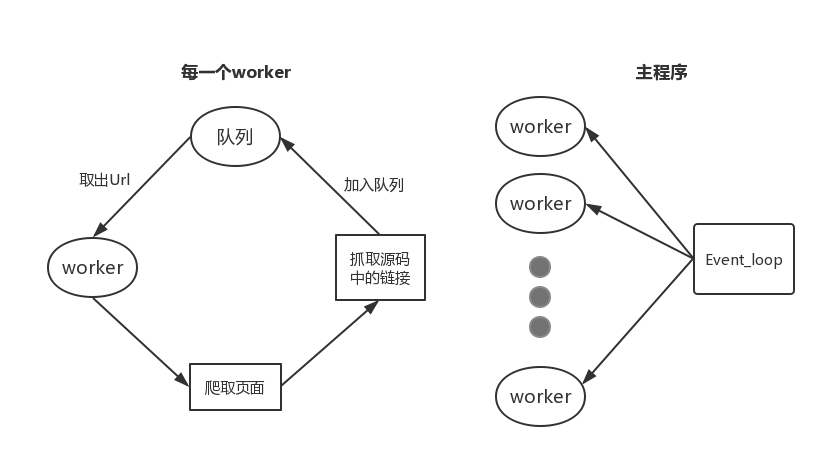 每一个worker
队列
取出Url
加入队列
worker
抓取源码
中的链接
爬取页面
主程序
worker
worker
Event_loop
worker